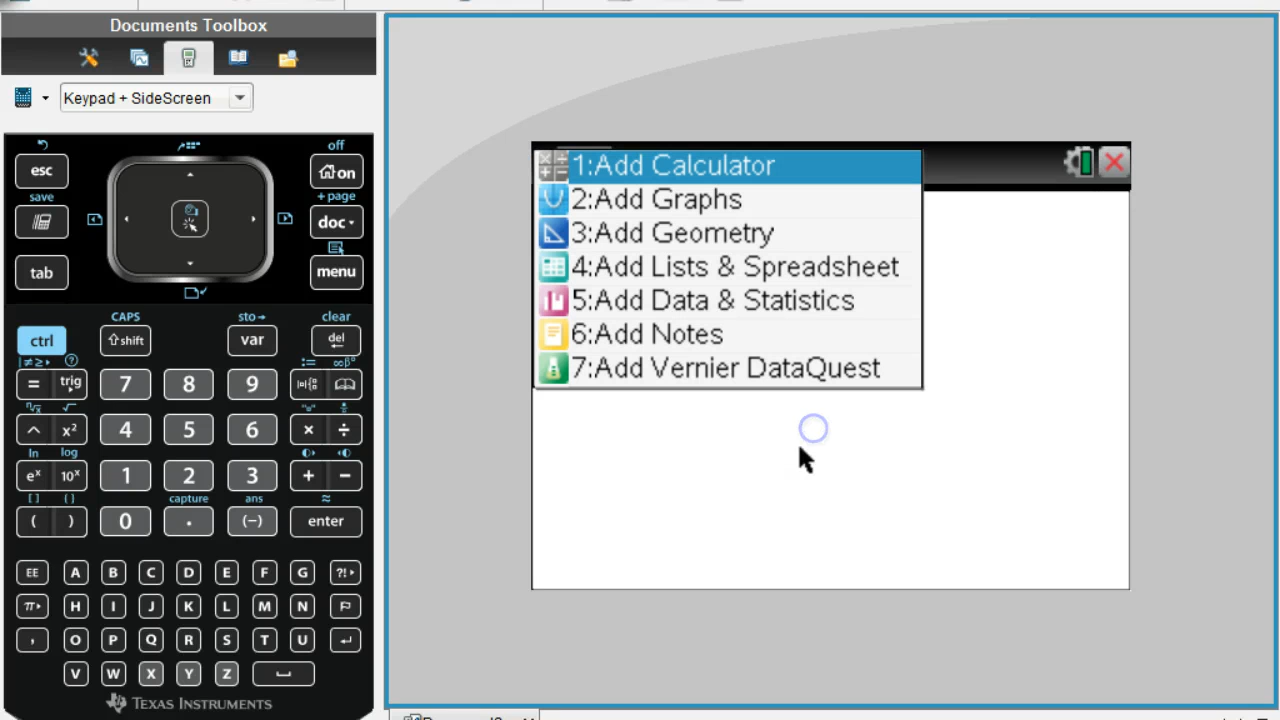 Documents Toolbox
Keypad + SideScreen
off
esc
on
save
+ page
doc
tab
menu
CAPS
sto→
clear
ctrl
shift
var
del
:=
∞β°
=
trig
7
8
9
^
x²
4
5
6
×
÷
ln
log
eˣ
10ˣ
1
2
3
+
−
[ ]
{ }
capture
ans
≈
(
)
0
.
(−)
enter
EE
A
B
C
D
E
F
G
?!▸
π▸
H
I
J
K
L
M
N
,
O
P
Q
R
S
T
U
V
W
X
Y
Z
TEXAS INSTRUMENTS
1:Add Calculator
2:Add Graphs
3:Add Geometry
4:Add Lists & Spreadsheet
5:Add Data & Statistics
6:Add Notes
7:Add Vernier DataQuest